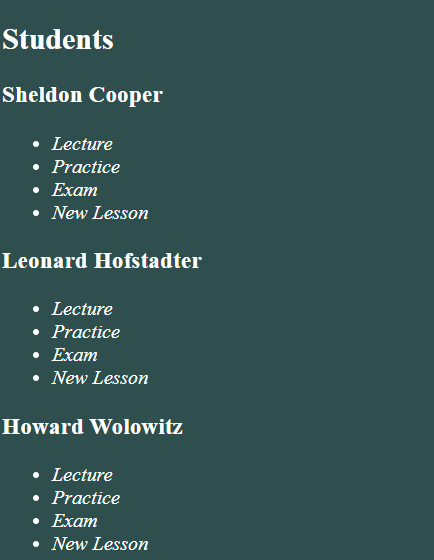 Students
Sheldon Cooper
Lecture
Practice
Exam
New Lesson
Leonard Hofstadter
Lecture
Practice
Exam
New Lesson
Howard Wolowitz
Lecture
Practice
Exam
New Lesson